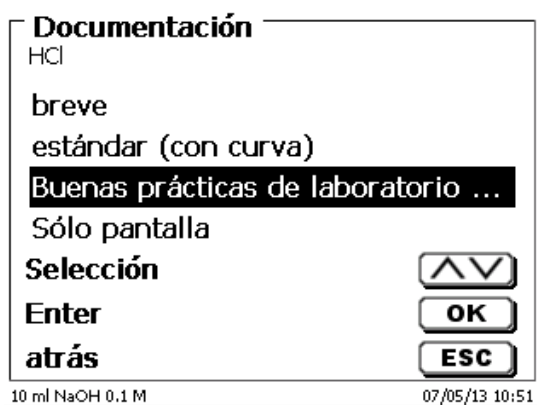 Documentación
HCl
breve
estándar (con curva)
Buenas prácticas de laboratorio ...
Sólo pantalla
Selección
Enter OK
atrás ESC
10 ml NaOH 0.1 M 07/05/13 10:51